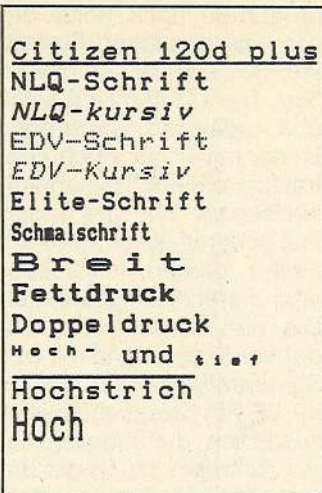 Citizen 120d plus
NLQ-Schrift
NLQ-kursiv
EDV-Schrift
EDV-Kursiv
Elite-Schrift
Schmalschrift
Breit
Fettdruck
Doppeldruck
Hoch- und tief
Hochstrich
Hoch